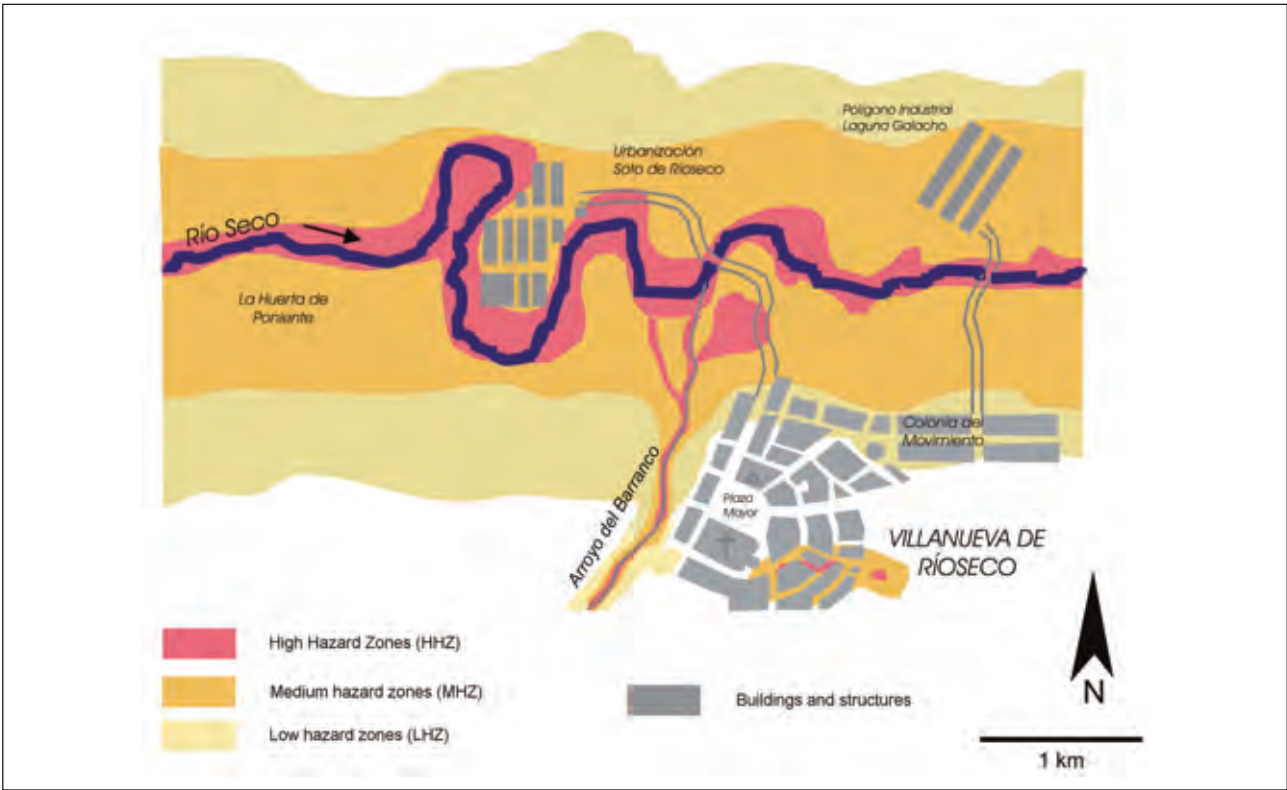 Polígono Industrial
Laguna Galacho
Urbanización
Soto de Ríoseco
Río Seco
La Huerta de
Poniente
Colonia del
Movimiento
Arroyo del Barranco
Plaza
Mayor
VILLANUEVA DE
RÍOSECO
High Hazard Zones (HHZ)
Medium hazard zones (MHZ)
Buildings and structures
Low hazard zones (LHZ)
N
1 km